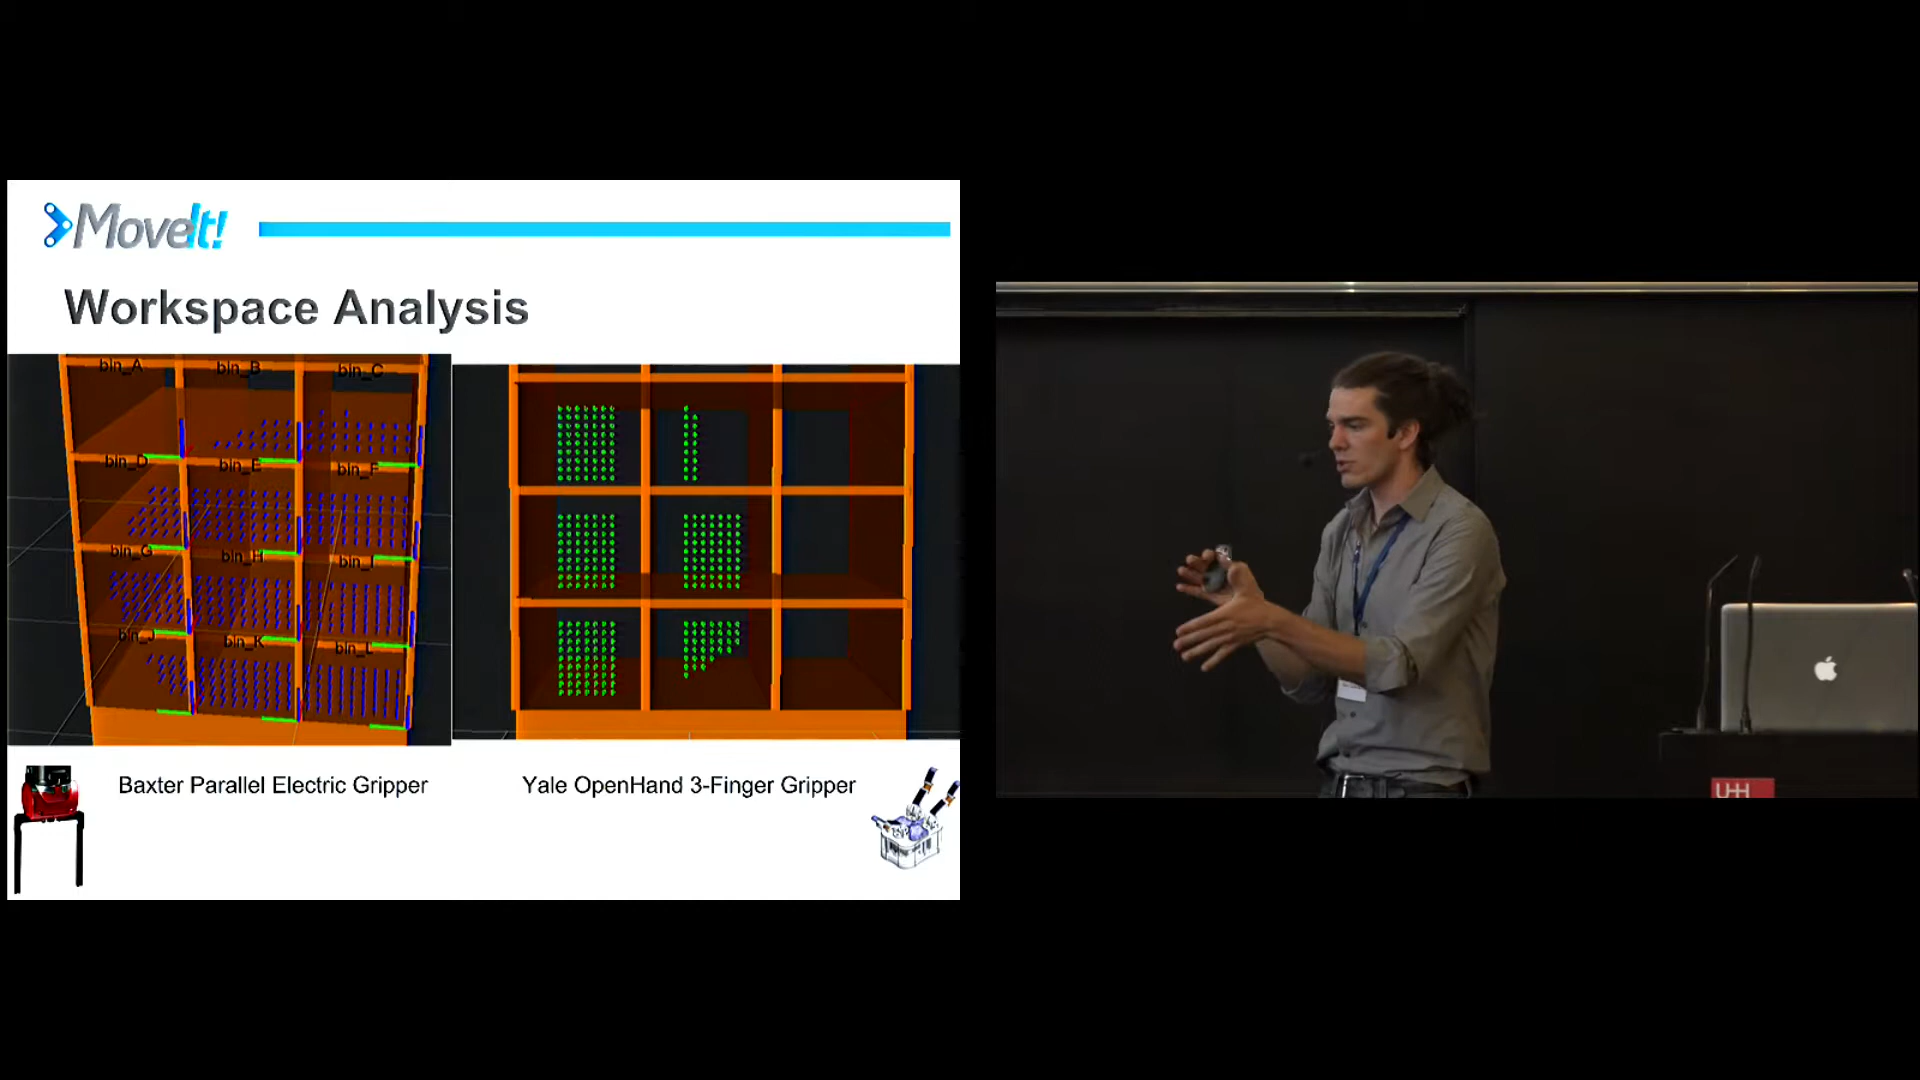 MoveIt!
Workspace Analysis
bin_A
bin_B
bin_C
bin_D
bin_E
bin_F
bin_G
bin_H
bin_I
bin_J
bin_K
bin_L
Baxter Parallel Electric Gripper
Yale OpenHand 3-Finger Gripper